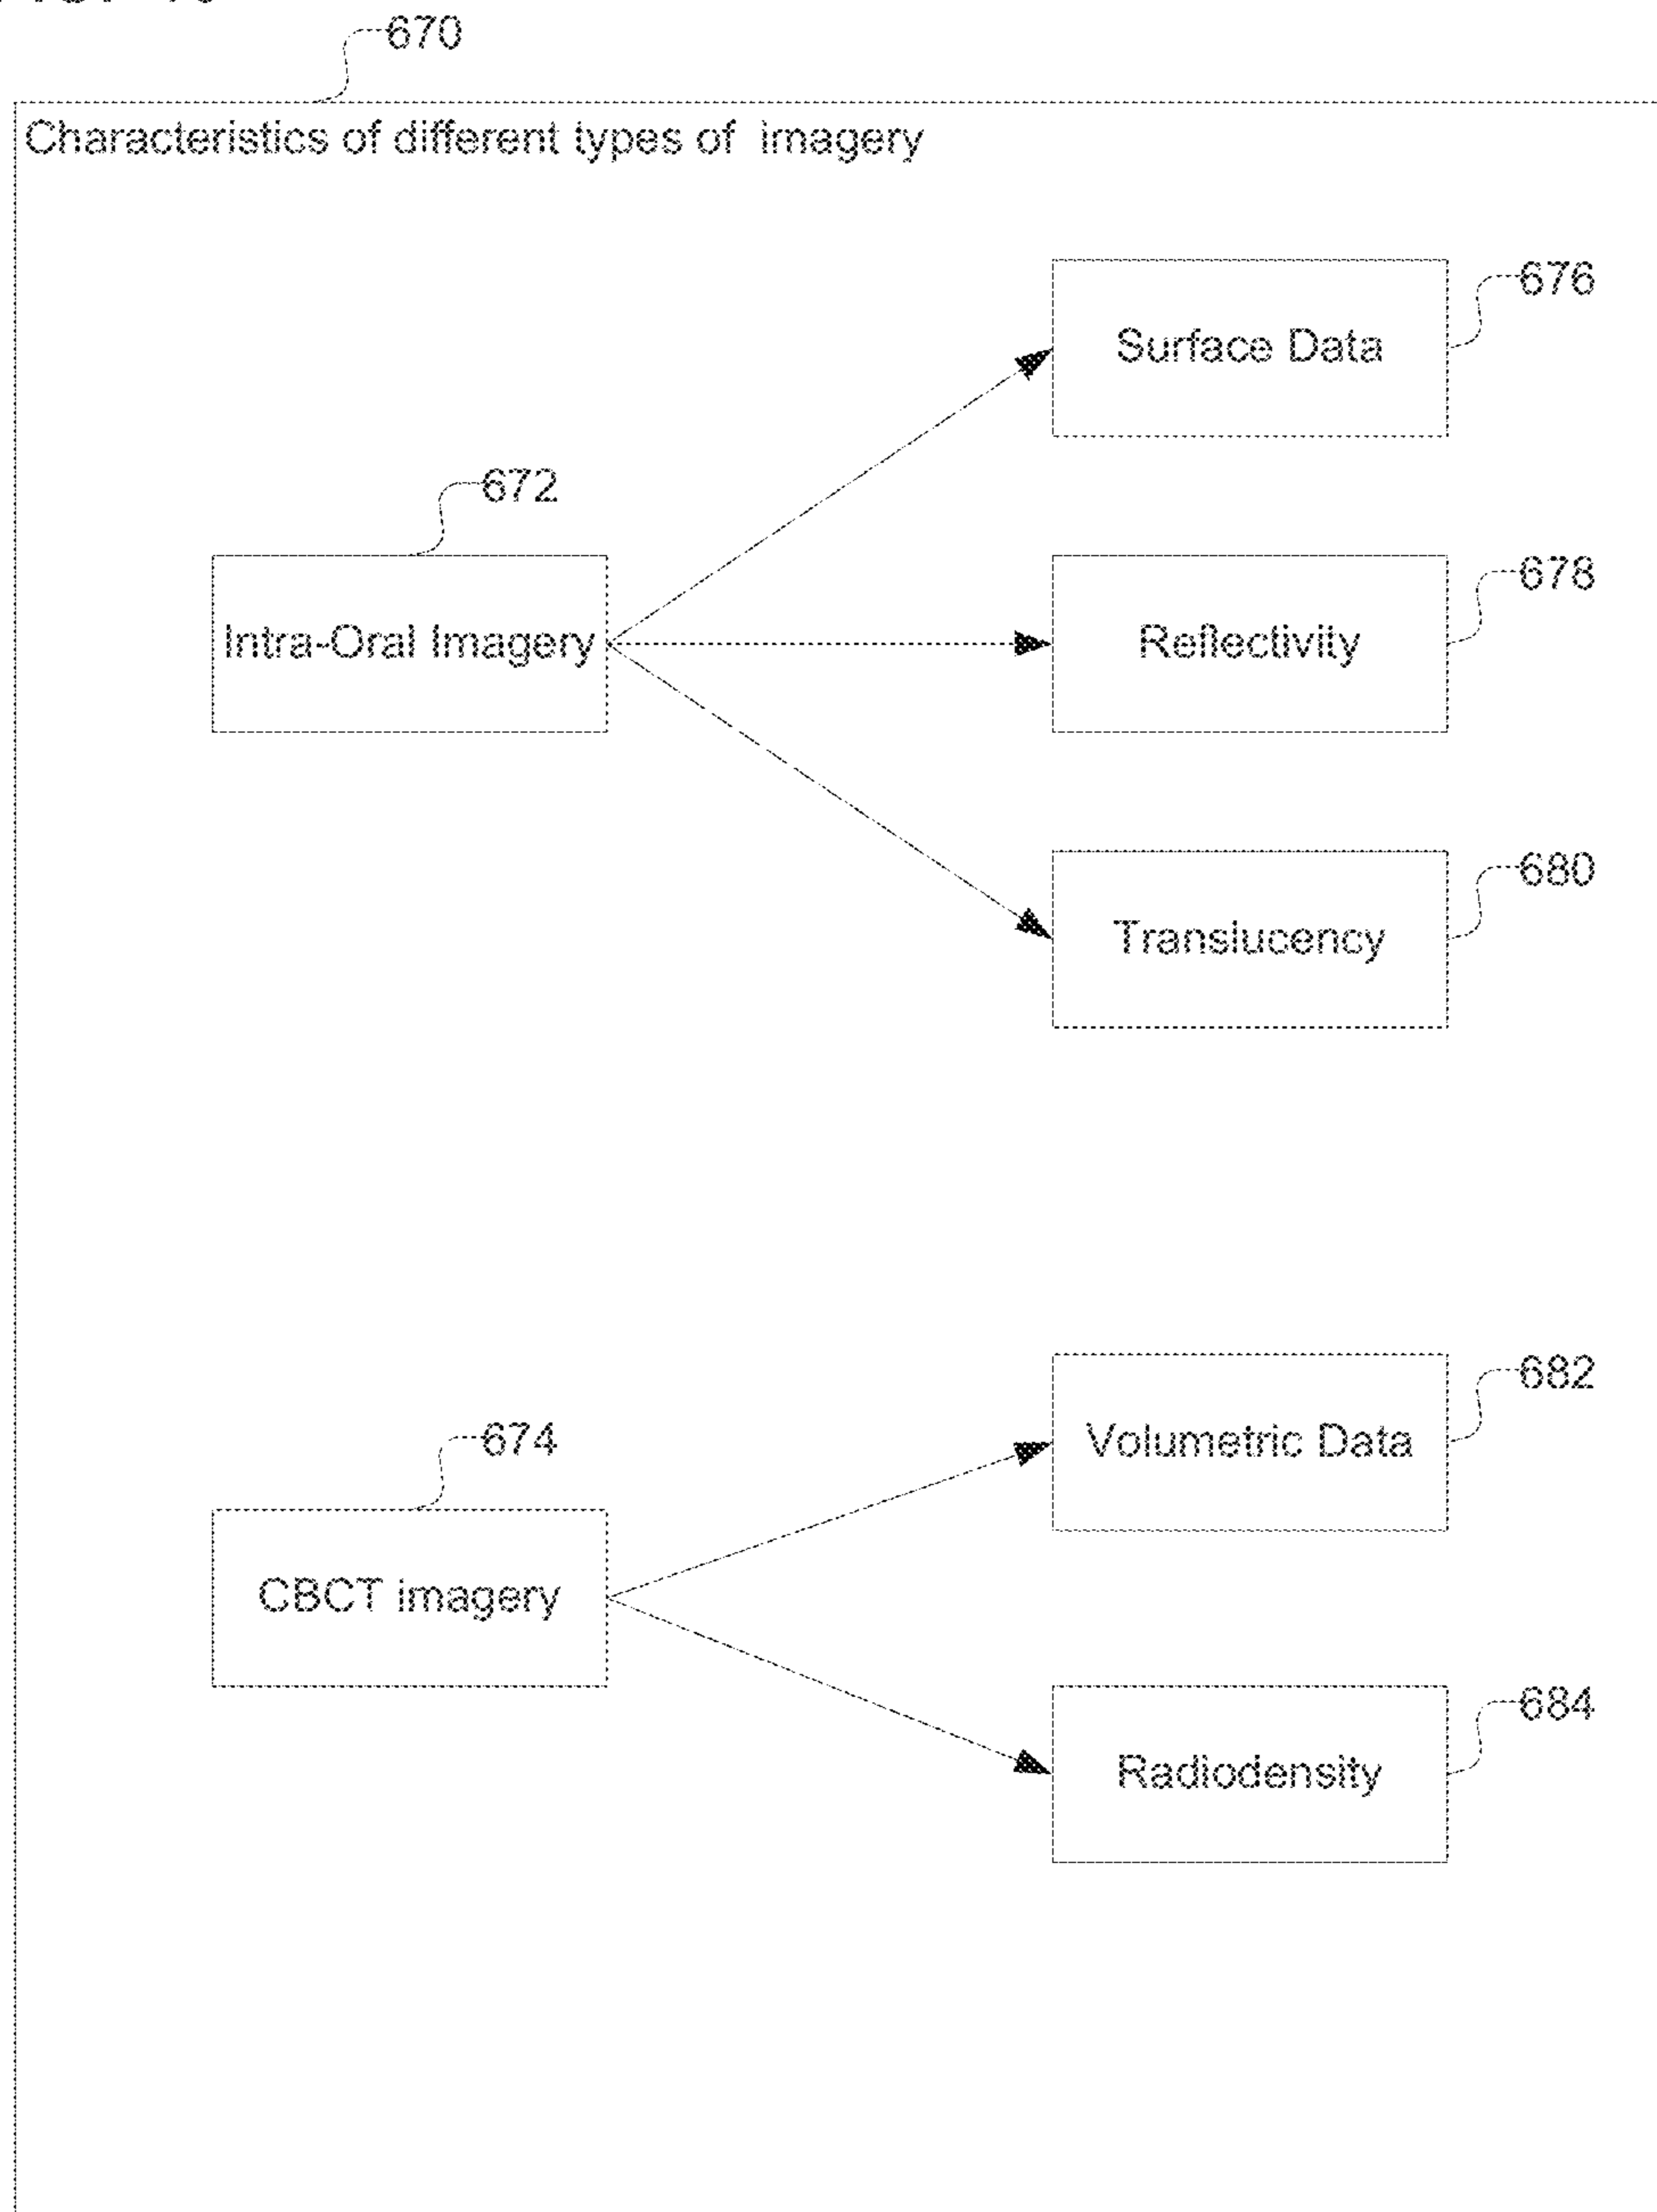 670
Characteristics of different types of imagery
676
Surface Data
672
678
Intra-Oral Imagery
Reflectivity
680
Translucency
682
674
Volumetric Data
CBCT imagery
684
Radiodensity